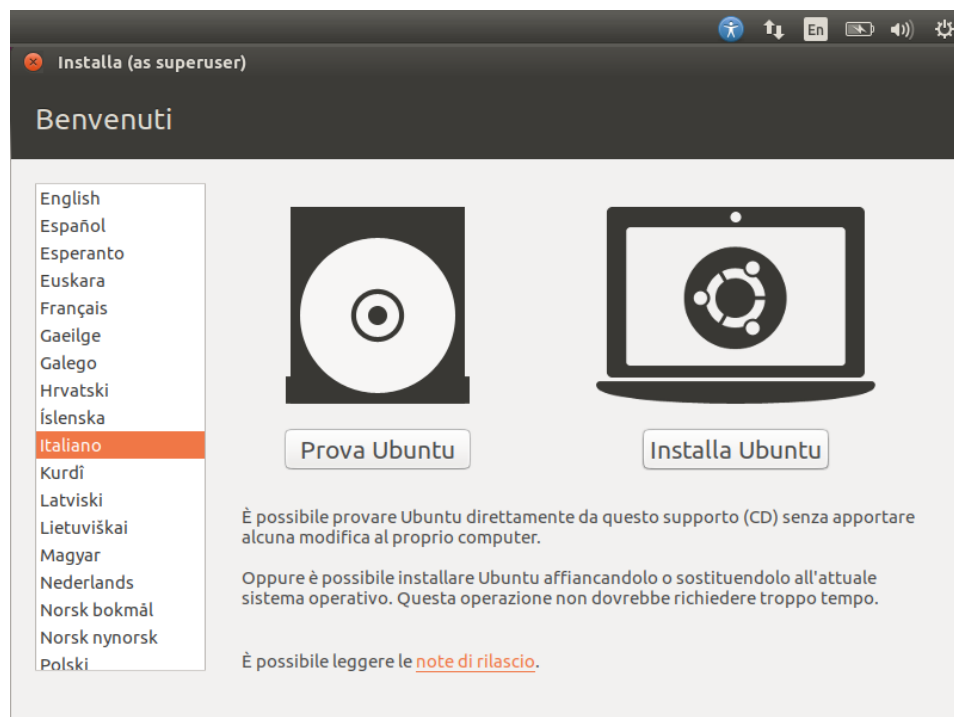 En
Installa (as superuser)
Benvenuti
English
Español
Esperanto
Euskara
Français
Gaeilge
Galego
Hrvatski
Íslenska
Italiano
Kurdî
Latviski
Lietuviškai
Magyar
Nederlands
Norsk bokmål
Norsk nynorsk
Polski
Prova Ubuntu
Installa Ubuntu
È possibile provare Ubuntu direttamente da questo supporto (CD) senza apportare
alcuna modifica al proprio computer.
Oppure è possibile installare Ubuntu affiancandolo o sostituendolo all'attuale
sistema operativo. Questa operazione non dovrebbe richiedere troppo tempo.
È possibile leggere le note di rilascio.